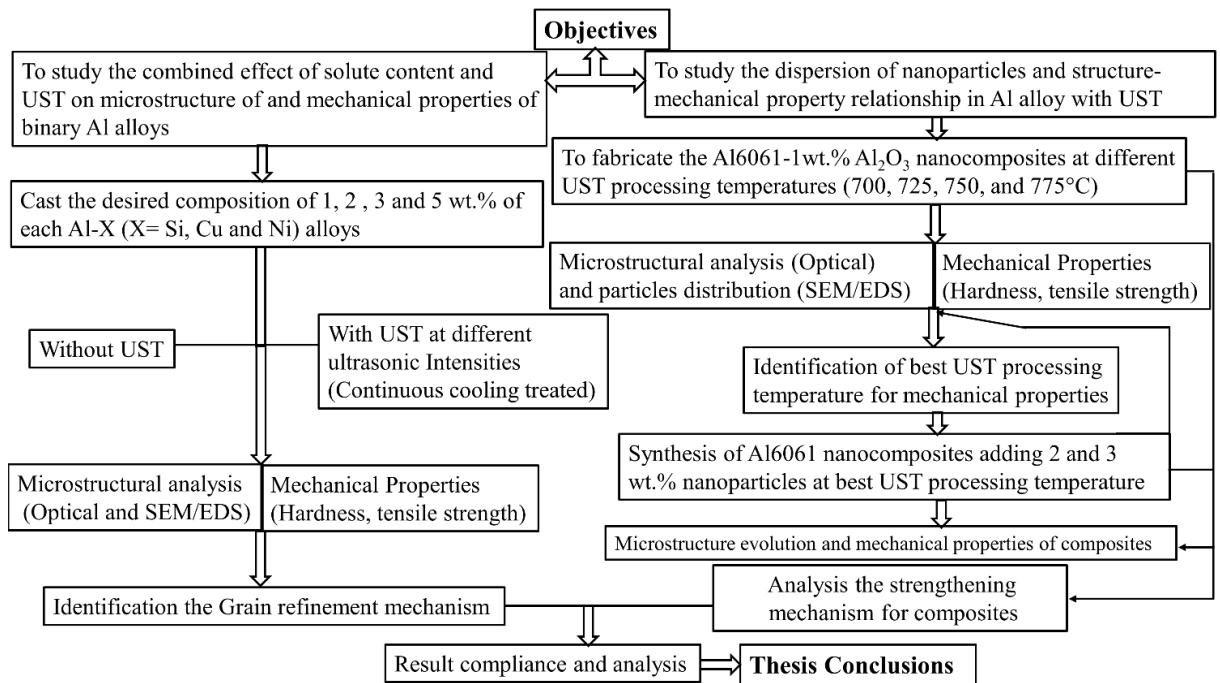 Objectives
To study the combined effect of solute content and
UST on microstructure of and mechanical properties of
binary Al alloys
Cast the desired composition of 1, 2 , 3 and 5 wt.% of
each Al-X (X= Si, Cu and Ni) alloys
Without UST
With UST at different
ultrasonic Intensities
(Continuous cooling treated)
Microstructural analysis
(Optical and SEM/EDS)
Mechanical Properties
(Hardness, tensile strength)
Identification the Grain refinement mechanism
To study the dispersion of nanoparticles and structure-
mechanical property relationship in Al alloy with UST
To fabricate the Al6061-1wt.% Al₂O₃ nanocomposites at different
UST processing temperatures (700, 725, 750, and 775°C)
Microstructural analysis (Optical)
and particles distribution (SEM/EDS)
Mechanical Properties
(Hardness, tensile strength)
Identification of best UST processing
temperature for mechanical properties
Synthesis of Al6061 nanocomposites adding 2 and 3
wt.% nanoparticles at best UST processing temperature
Microstructure evolution and mechanical properties of composites
Analysis the strengthening
mechanism for composites
Result compliance and analysis
Thesis Conclusions